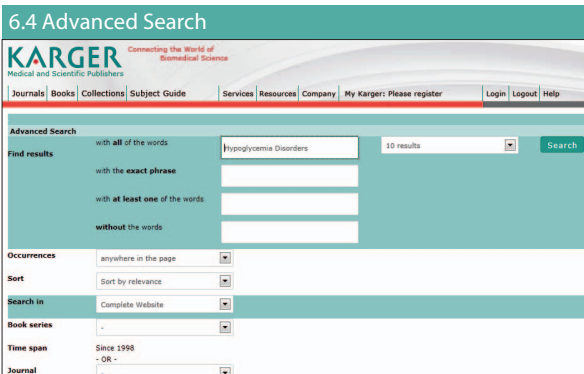 6.4 Advanced Search
KARGER
Medical and Scientific Publishers
Connecting the World of
Biomedical Science
Journals Books Collections Subject Guide Services Resources Company My Karger: Please register Login Logout Help
Advanced Search
Find results
with all of the words Hypoglycemia Disorders 10 results Search
with the exact phrase
with at least one of the words
without the words
Occurrences anywhere in the page
Sort Sort by relevance
Search in Complete Website
Book series -
Time span Since 1998
- OR -
Journal -